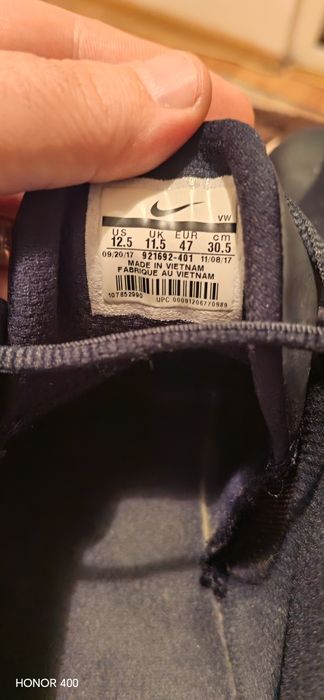 VW
US UK EUR cm
12.5 11.5 47 30.5
09/20/17 921692-401 11/08/17
MADE IN VIETNAM
FABRIQUE AU VIETNAM
107852990
UPC 00091206770989
HONOR 400